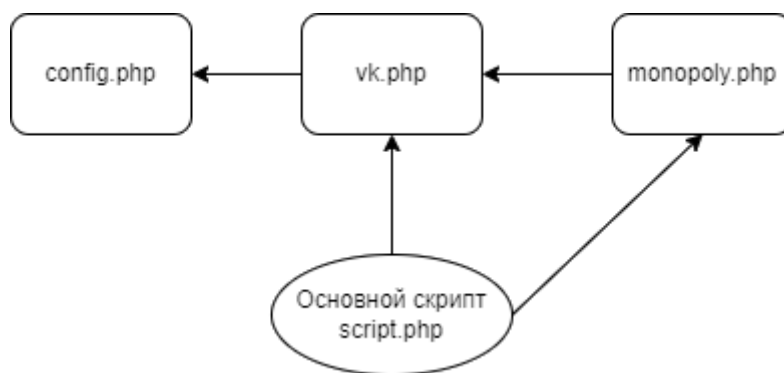 config.php
vk.php
monopoly.php
Основной скрипт
script.php